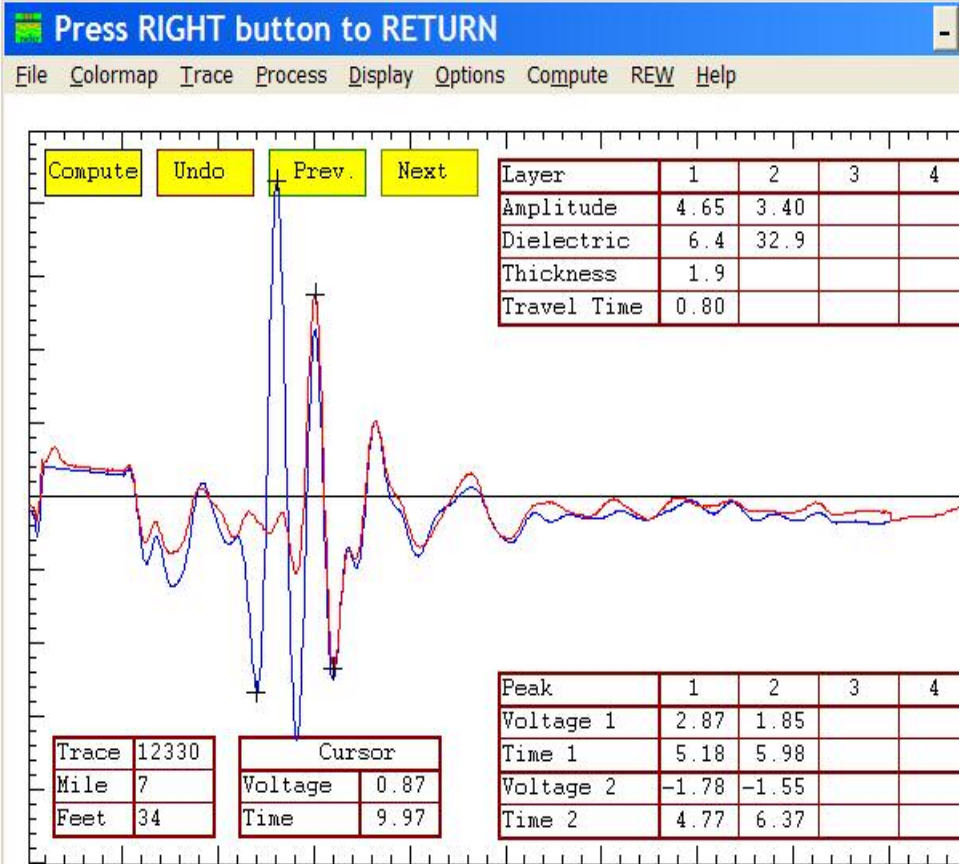 Press RIGHT button to RETURN
-
File Colormap Trace Process Display Options Compute REW Help
Compute Undo Prev. Next
Layer 1 2 3 4
Amplitude 4.65 3.40
Dielectric 6.4 32.9
Thickness 1.9
Travel Time 0.80
Peak 1 2 3 4
Voltage 1 2.87 1.85
Time 1 5.18 5.98
Voltage 2 -1.78 -1.55
Time 2 4.77 6.37
Trace 12330
Mile 7
Feet 34
Cursor
Voltage 0.87
Time 9.97